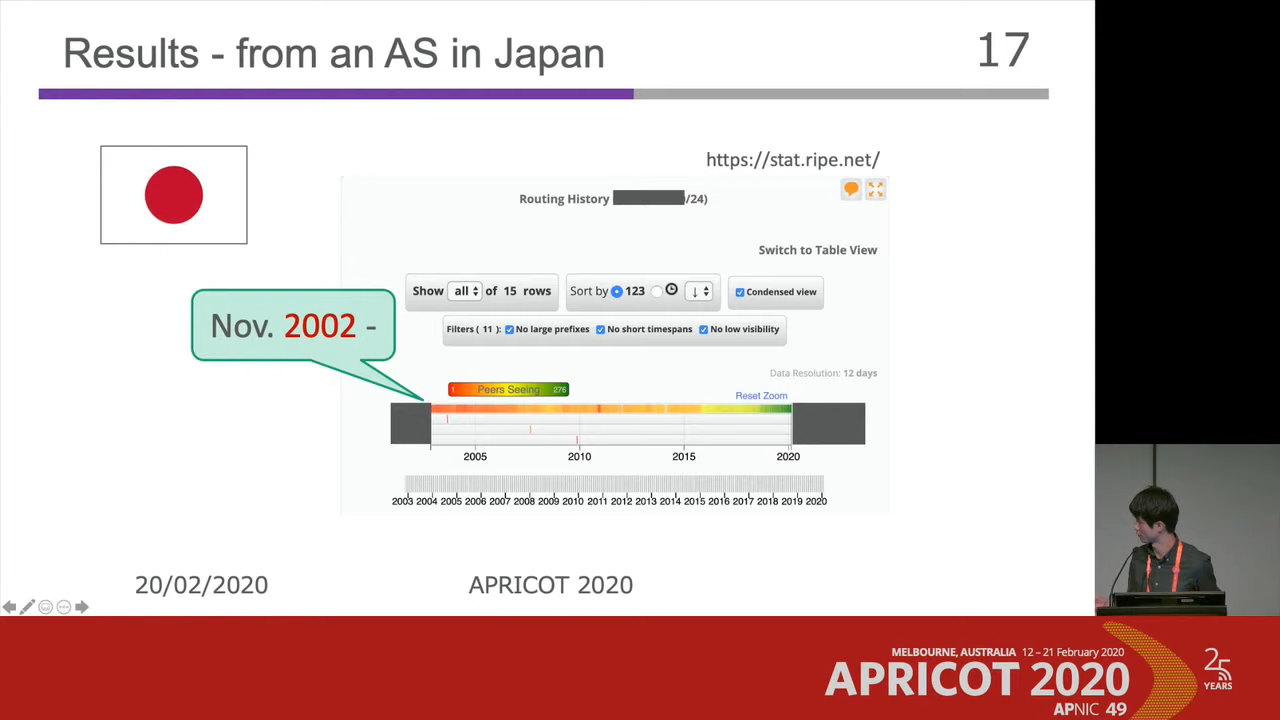 Results - from an AS in Japan
17
https://stat.ripe.net/
Routing History /24)
Switch to Table View
Show all of 15 rows
Sort by 123
Condensed view
Filters ( 11 ): No large prefixes No short timespans No low visibility
Nov. 2002 -
Data Resolution: 12 days
1 Peers Seeing 276
Reset Zoom
2005 2010 2015 2020
2003 2004 2005 2006 2007 2008 2009 2010 2011 2012 2013 2014 2015 2016 2017 2018 2019 2020
20/02/2020
APRICOT 2020
MELBOURNE, AUSTRALIA 12 – 21 February 2020
APRICOT 2020
APNIC 49
25
YEARS